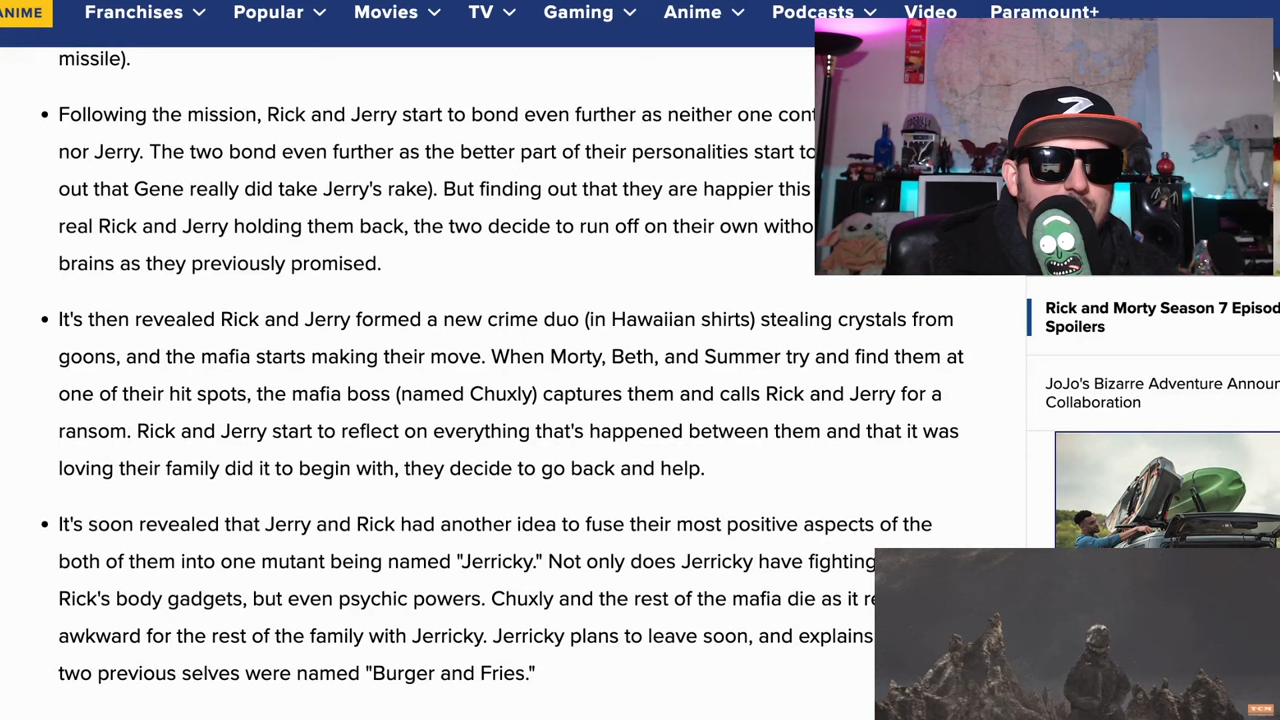 ANIME
Franchises Popular Movies TV Gaming Anime Podcasts Video Paramount+
missile).
• Following the mission, Rick and Jerry start to bond even further as neither one
nor Jerry. The two bond even further as the better part of their personalities start to
out that Gene really did take Jerry's rake). But finding out that they are happier this
real Rick and Jerry holding them back, the two decide to run off on their own
brains as they previously promised.
• It's then revealed Rick and Jerry formed a new crime duo (in Hawaiian shirts) stealing crystals from
goons, and the mafia starts making their move. When Morty, Beth, and Summer try and find them at
one of their hit spots, the mafia boss (named Chuxly) captures them and calls Rick and Jerry for a
ransom. Rick and Jerry start to reflect on everything that's happened between them and that it was
loving their family did it to begin with, they decide to go back and help.
• It's soon revealed that Jerry and Rick had another idea to fuse their most positive aspects of the
both of them into one mutant being named "Jerricky." Not only does Jerricky have fighting
Rick's body gadgets, but even psychic powers. Chuxly and the rest of the mafia die as it
awkward for the rest of the family with Jerricky. Jerricky plans to leave soon, and explains
two previous selves were named "Burger and Fries."
Rick and Morty Season 7
Spoilers
JoJo's Bizarre Adventure
Collaboration
TCM